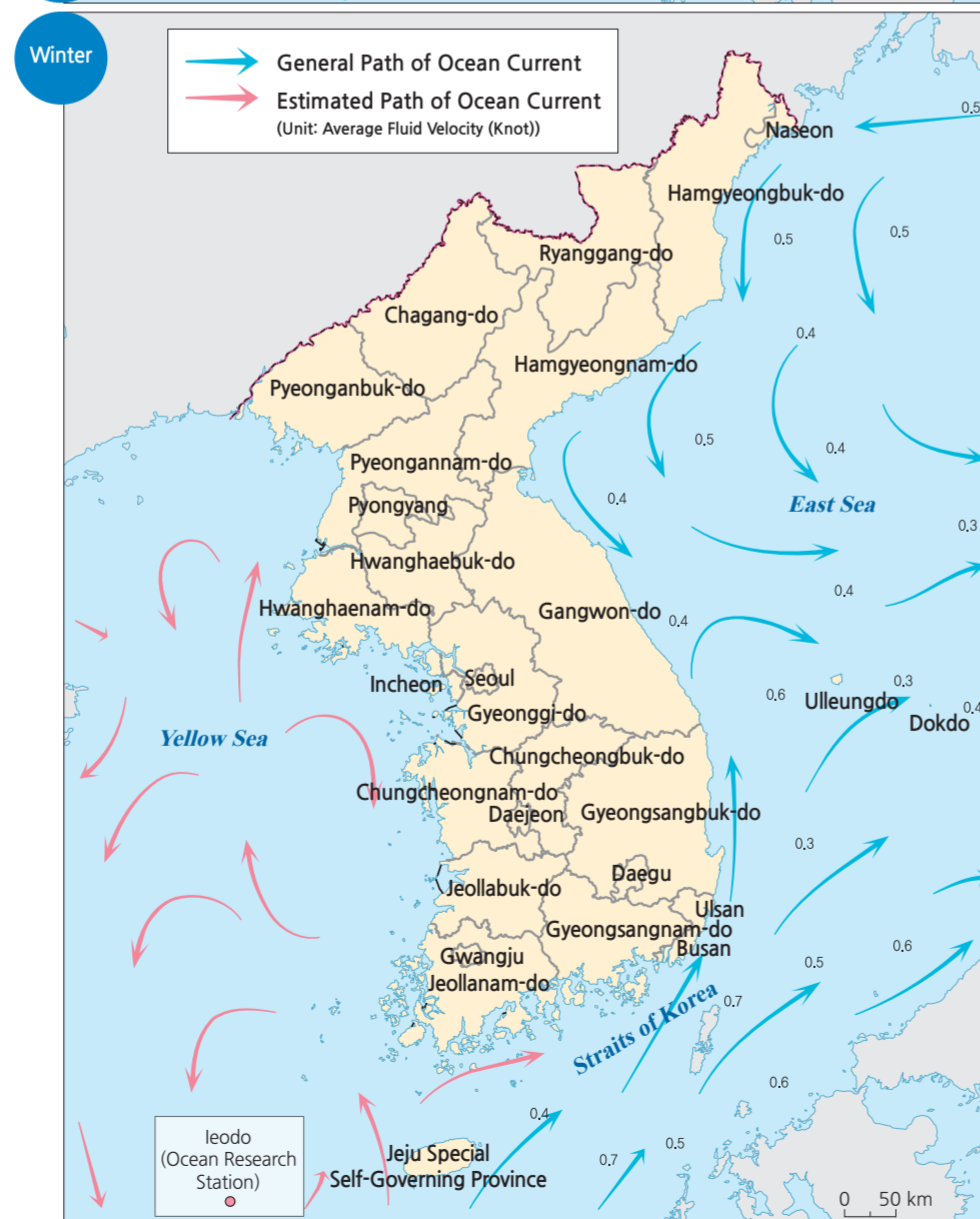 Winter
General Path of Ocean Current
Estimated Path of Ocean Current
(Unit: Average Fluid Velocity (Knot))
0.5
Naseon
Hamgyeongbuk-do
0.5
0.5
Ryanggang-do
Chagang-do
0.4
Hamgyeongnam-do
Pyeonganbuk-do
0.5
0.4
Pyeongannam-do
0.4
Pyongyang
East Sea
0.3
Hwanghaebuk-do
0.4
Hwanghaenam-do
Gangwon-do
0.4
Incheon
Seoul
0.6
0.3
Ulleungdo
Gyeonggi-do
0.4
Dokdo
Yellow Sea
Chungcheongbuk-do
Chungcheongnam-do
Daejeon
Gyeongsangbuk-do
0.3
Daegu
Jeollabuk-do
Ulsan
Gyeongsangnam-do
Busan
0.6
Gwangju
0.5
Jeollanam-do
0.7
Straits of Korea
0.6
0.4
Ieodo
(Ocean Research
Station)
Jeju Special
Self-Governing Province
0.7
0.5
0 50 km